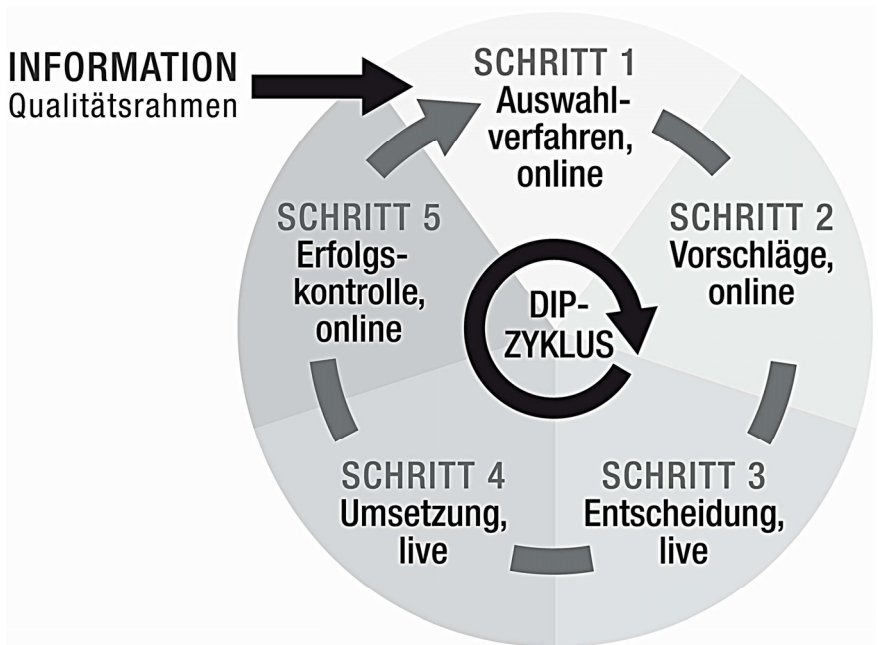 INFORMATION
Qualitätsrahmen
SCHRITT 1
Auswahl-
verfahren,
online
SCHRITT 2
Vorschläge,
online
SCHRITT 3
Entscheidung,
live
SCHRITT 4
Umsetzung,
live
SCHRITT 5
Erfolgs-
kontrolle,
online
DIP-
ZYKLUS